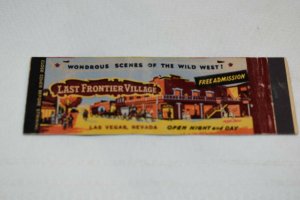 WONDROUS SCENES OF THE WILD WEST!
FREE ADMISSION
LAST FRONTIER VILLAGE
LAS VEGAS, NEVADA OPEN NIGHT and DAY